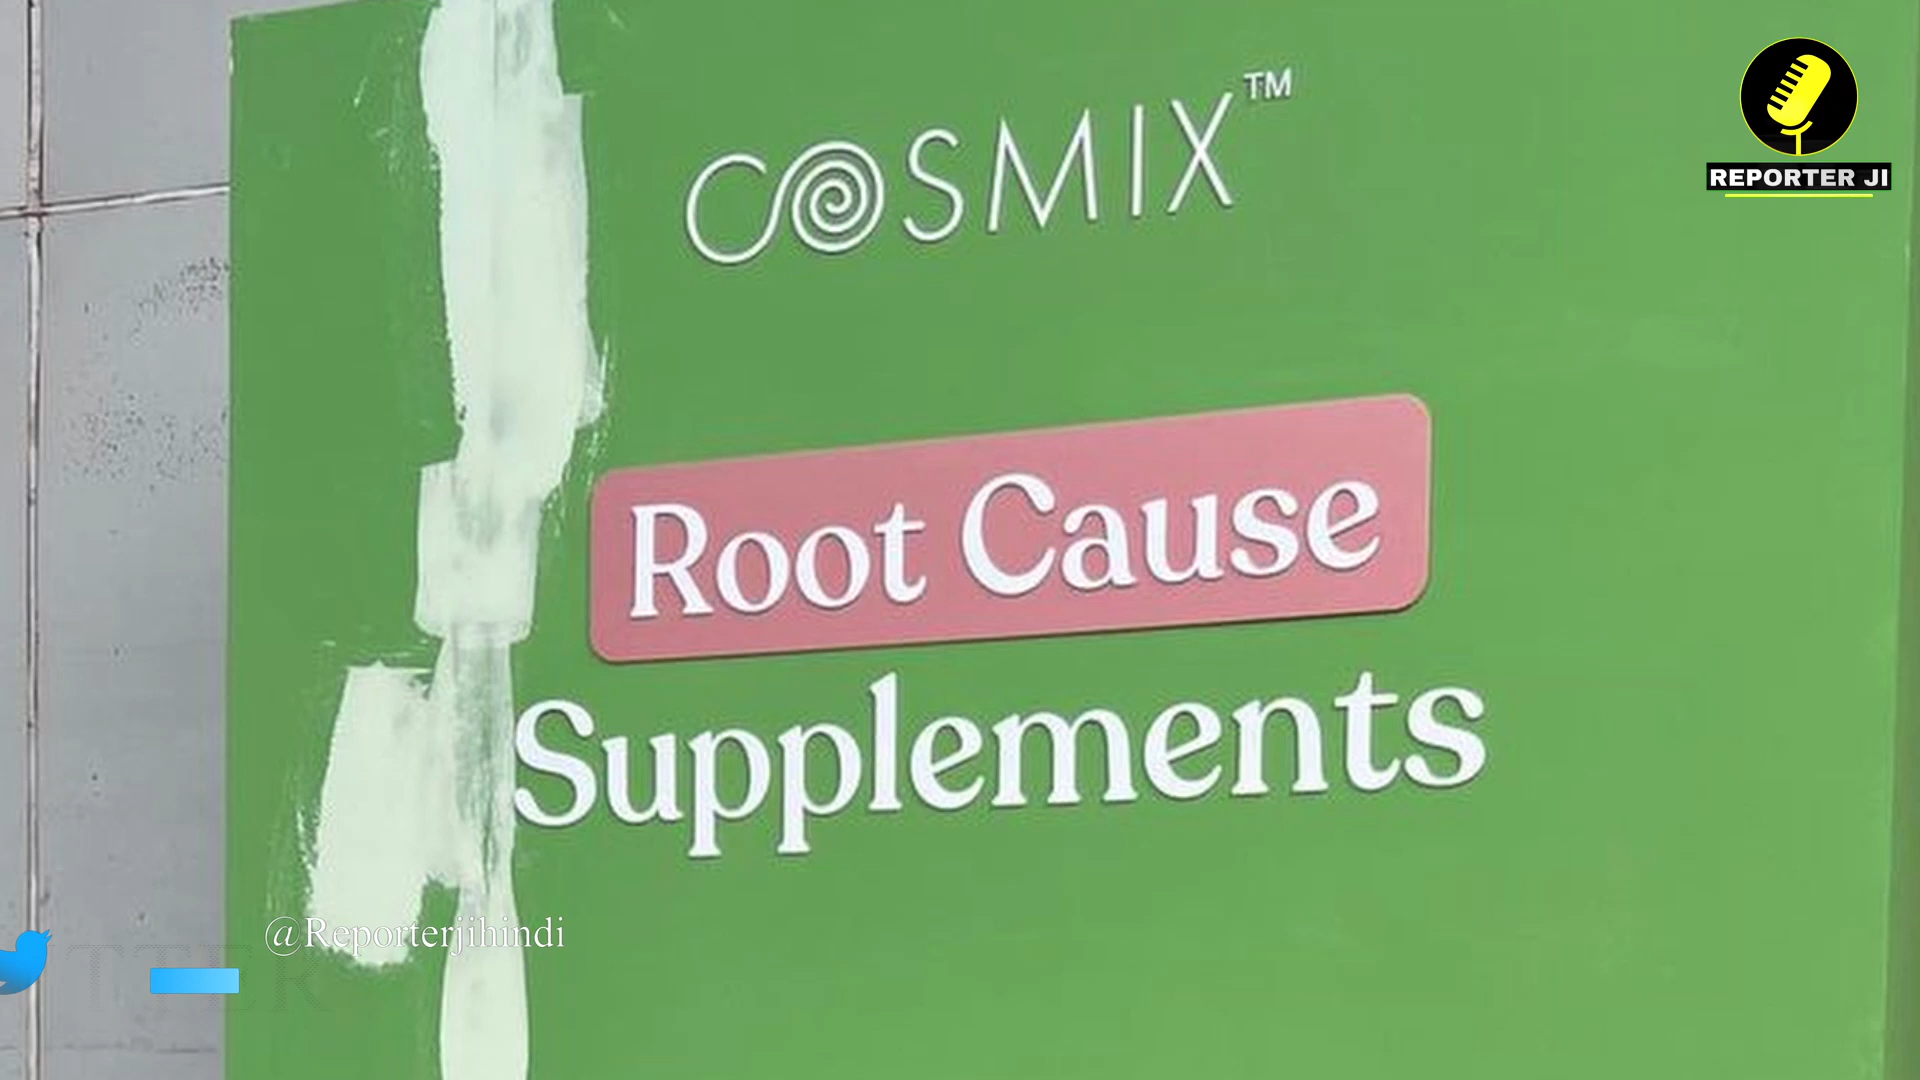 COSMIX™
REPORTER JI
Root Cause
Supplements
@Reporterjihindi